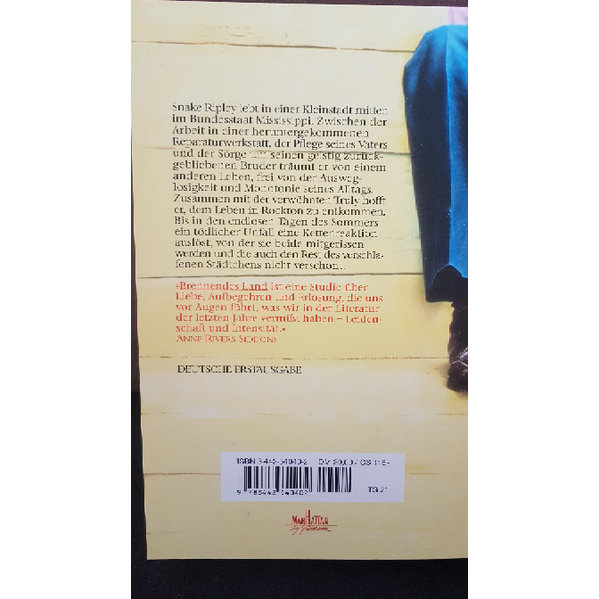 Snake Ripley lebt in einer Kleinstadt mitten
im Bundesstaat Mississippi. Zwischen der
Arbeit in einer heruntergekommenen
Reparaturwerkstatt, der Pflege seines Vaters
und der Sorge um seinen geistig zurück-
gebliebenen Bruder träumt er von einem
anderen Leben, frei von der Ausweg-
losigkeit und Monotonie seines Alltags.
Zusammen mit der verwöhnten Truly hofft
er, dem Leben in Rockton zu entkommen.
Bis in den endlosen Tagen des Sommers
ein tödlicher Unfall eine Kettenreaktion
auslöst, von der sie beide mitgerissen
werden und die auch den Rest des verschla-
fenen Städtchens nicht verschont...
»Brennendes Land ist eine Studie über
Liebe, Aufbegehren und Erlösung, die uns
vor Augen führt, was wir in der Literatur
der letzten Jahre vermißt haben – Leiden-
schaft und Intensität.«
ANNE RIVERS SIDDONS
DEUTSCHE ERSTAUSGABE
ISBN
DM
MANHATTAN